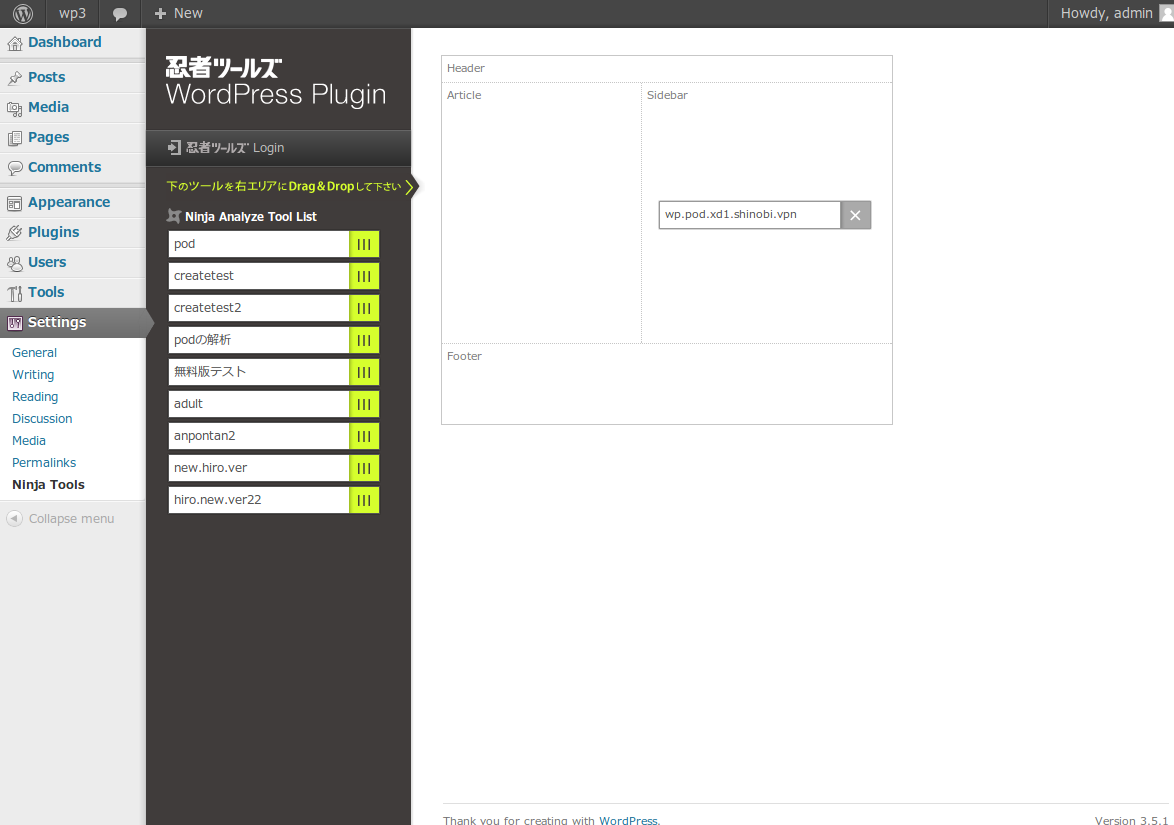 wp3
New
Howdy, admin
Dashboard
Posts
Media
Pages
Comments
Appearance
Plugins
Users
Tools
Settings
General
Writing
Reading
Discussion
Media
Permalinks
Ninja Tools
Collapse menu
忍者ツールズ
WordPress Plugin
忍者ツールズ Login
下のツールを右エリアにDrag&Dropして下さい
Ninja Analyze Tool List
pod
createtest
createtest2
podの解析
無料版テスト
adult
anpontan2
new.hiro.ver
hiro.new.ver22
Header
Article
Sidebar
wp.pod.xd1.shinobi.vpn
Footer
Thank you for creating with WordPress.
Version 3.5.1